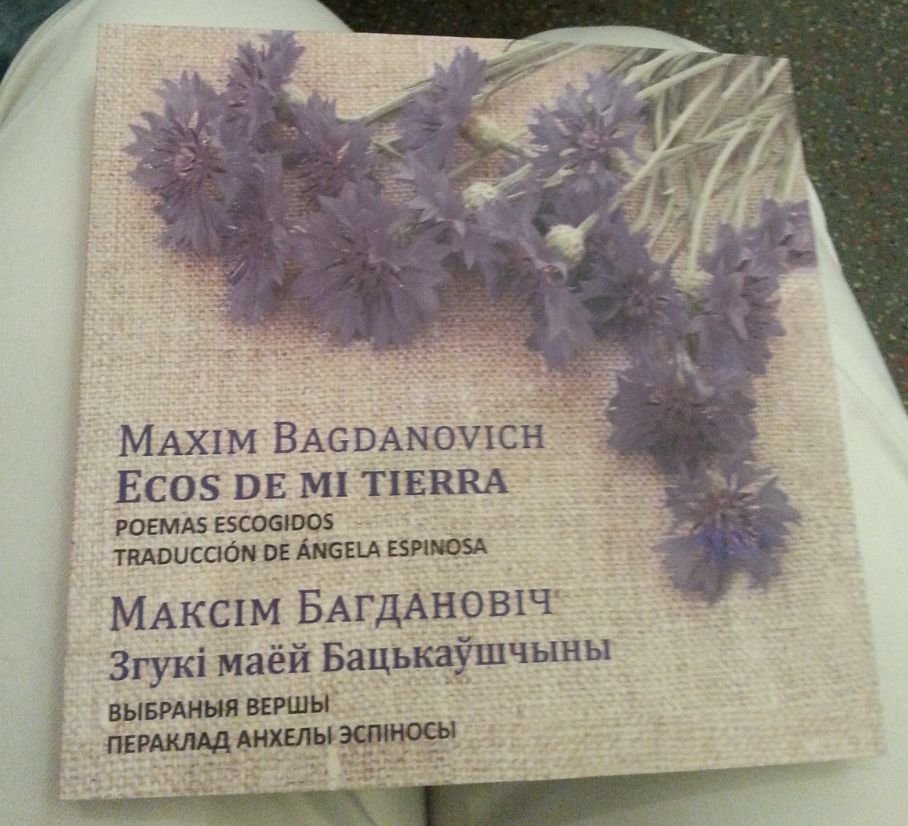 MAXIM BAGDANOVICH
ECOS DE MI TIERRA
POEMAS ESCOGIDOS
TRADUCCIÓN DE ÁNGELA ESPINOSA
МАКСІМ БАГДАНОВІЧ
Згукі маёй Бацькаўшчыны
ВЫБРАНЫЯ ВЕРШЫ
ПЕРАКЛАД АНХЕЛЫ ЭСПІНОСЫ